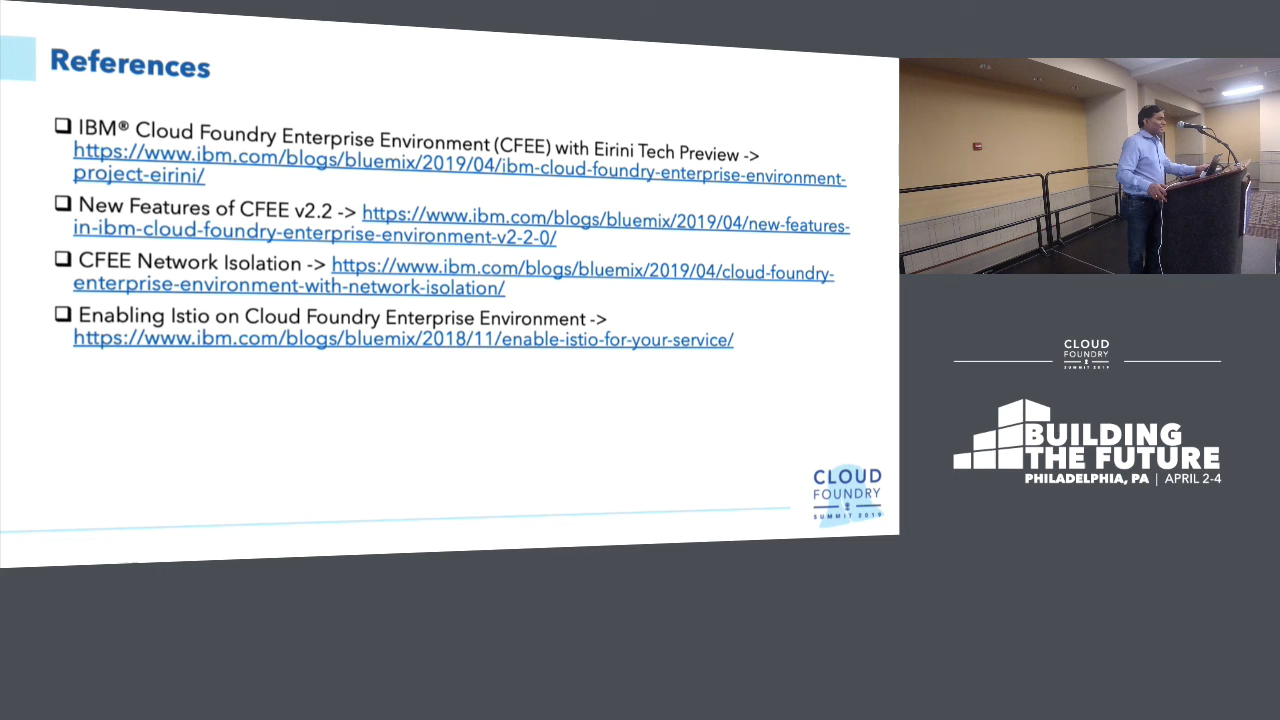 References
❑ IBM® Cloud Foundry Enterprise Environment (CFEE) with Eirini Tech Preview ->
https://www.ibm.com/blogs/bluemix/2019/04/ibm-cloud-foundry-enterprise-environment-
project-eirini/
❑ New Features of CFEE v2.2 -> https://www.ibm.com/blogs/bluemix/2019/04/new-features-
in-ibm-cloud-foundry-enterprise-environment-v2-2-0/
❑ CFEE Network Isolation -> https://www.ibm.com/blogs/bluemix/2019/04/cloud-foundry-
enterprise-environment-with-network-isolation/
❑ Enabling Istio on Cloud Foundry Enterprise Environment ->
https://www.ibm.com/blogs/bluemix/2018/11/enable-istio-for-your-service/
CLOUD
FOUNDRY
SUMMIT 2019
CLOUD
FOUNDRY
SUMMIT 2019
BUILDING
THE FUTURE
PHILADELPHIA, PA | APRIL 2-4